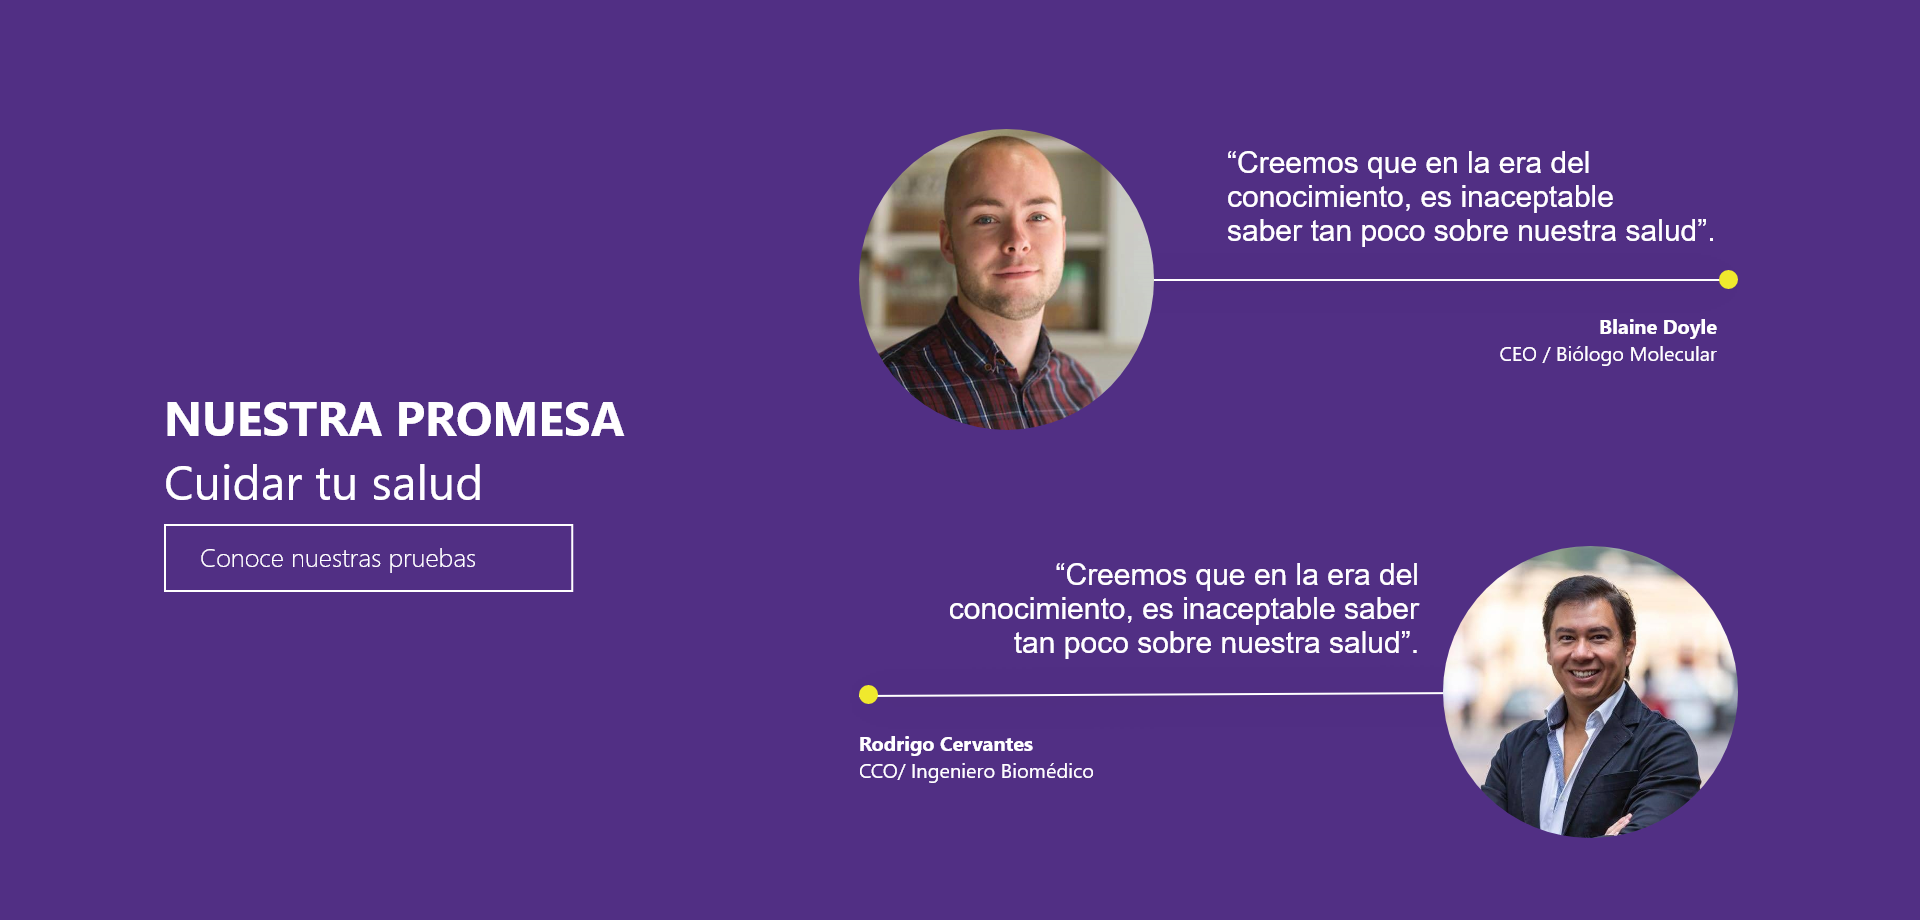 NUESTRA PROMESA
Cuidar tu salud
Conoce nuestras pruebas
“Creemos que en la era del
conocimiento, es inaceptable
saber tan poco sobre nuestra salud”.
Blaine Doyle
CEO / Biólogo Molecular
“Creemos que en la era del
conocimiento, es inaceptable saber
tan poco sobre nuestra salud”.
Rodrigo Cervantes
CCO/ Ingeniero Biomédico